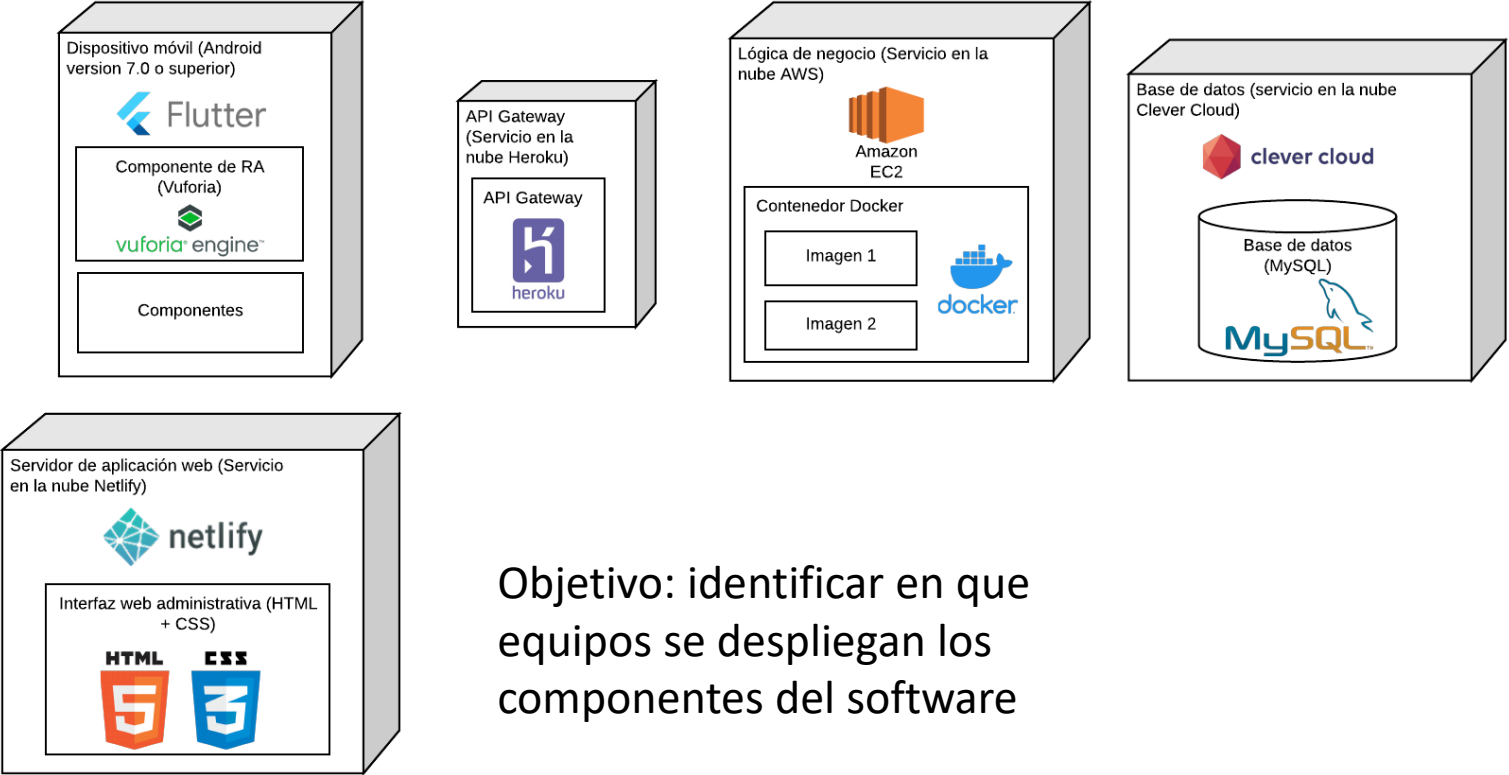 Dispositivo móvil (Android
version 7.0 o superior)
Flutter
Componente de RA
(Vuforia)
vuforia® engine™
Componentes
API Gateway
(Servicio en la
nube Heroku)
API Gateway
heroku
Lógica de negocio (Servicio en la
nube AWS)
Amazon
EC2
Contenedor Docker
Imagen 1
Imagen 2
docker
Base de datos (servicio en la nube
Clever Cloud)
clever cloud
Base de datos
(MySQL)
MySQL™
Servidor de aplicación web (Servicio
en la nube Netlify)
netlify
Interfaz web administrativa (HTML
+ CSS)
HTML
5
CSS
3
Objetivo: identificar en que
equipos se despliegan los
componentes del software